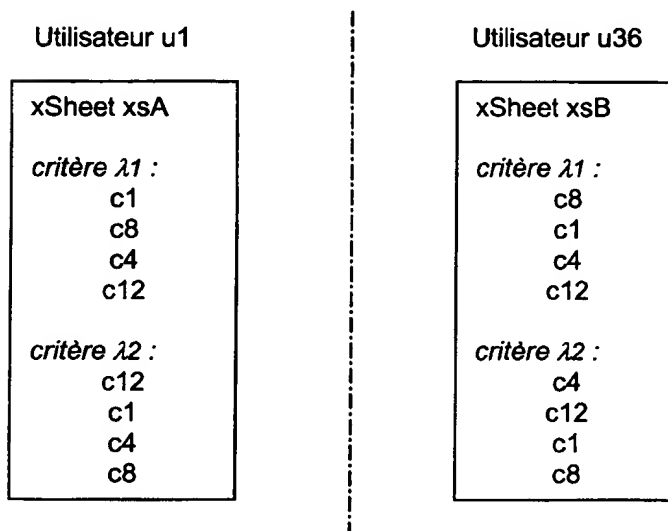 Utilisateur u1
xSheet xsA
critère λ1 :
c1
c8
c4
c12
critère λ2 :
c12
c1
c4
c8
Utilisateur u36
xSheet xsB
critère λ1 :
c8
c1
c4
c12
critère λ2 :
c4
c12
c1
c8